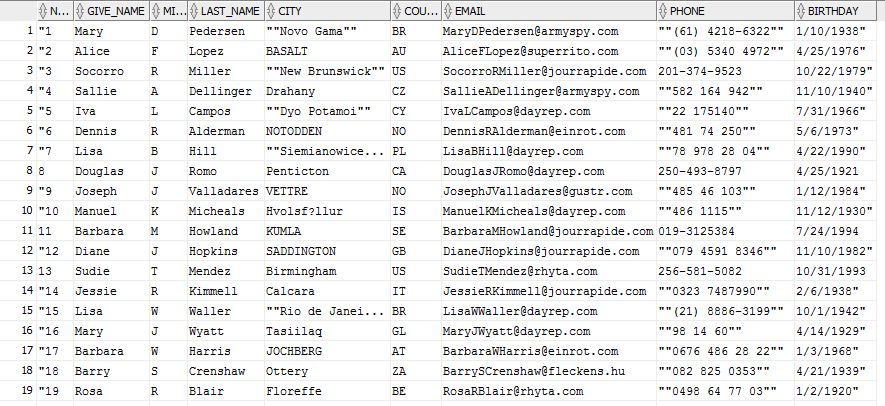 N... GIVE_NAME MI... LAST_NAME CITY COU... EMAIL PHONE BIRTHDAY
1 "1 Mary D Pedersen ""Novo Gama"" BR MaryDPedersen@armyspy.com ""(61) 4218-6322"" 1/10/1938"
2 "2 Alice F Lopez BASALT AU AliceFLopez@superrito.com ""(03) 5340 4972"" 4/25/1976"
3 "3 Socorro R Miller ""New Brunswick"" US SocorroRMiller@jourrapide.com 201-374-9523 10/22/1979"
4 "4 Sallie A Dellinger Drahany CZ SallieADellinger@armyspy.com ""582 164 942"" 11/10/1940"
5 "5 Iva L Campos ""Dyo Potamoi"" CY IvaLCampos@dayrep.com ""22 175140"" 7/31/1966"
6 "6 Dennis R Alderman NOTODDEN NO DennisRAlderman@einrot.com ""481 74 250"" 5/6/1973"
7 "7 Lisa B Hill ""Siemianowice... PL LisaBHill@dayrep.com ""78 978 28 04"" 4/22/1990"
8 8 Douglas J Romo Penticton CA DouglasJRomo@dayrep.com 250-493-8797 4/25/1921
9 "9 Joseph J Valladares VETTRE NO JosephJValladares@gustr.com ""485 46 103"" 1/12/1984"
10 "10 Manuel K Micheals Hvolsf?llur IS ManuelKMicheals@dayrep.com ""486 1115"" 11/12/1930"
11 11 Barbara M Howland KUMLA SE BarbaraMHowland@jourrapide.com 019-3125384 7/24/1994
12 "12 Diane J Hopkins SADDINGTON GB DianeJHopkins@jourrapide.com ""079 4591 8346"" 11/10/1982"
13 13 Sudie T Mendez Birmingham US SudieTMendez@rhyta.com 256-581-5082 10/31/1993
14 "14 Jessie R Kimmell Calcara IT JessieRKimmell@jourrapide.com ""0323 7487990"" 2/6/1938"
15 "15 Lisa W Waller ""Rio de Janei... BR LisaWWaller@dayrep.com ""(21) 8886-3199"" 10/1/1942"
16 "16 Mary J Wyatt Tasiilaq GL MaryJWyatt@dayrep.com ""98 14 60"" 4/14/1929"
17 "17 Barbara W Harris JOCHBERG AT BarbaraWHarris@einrot.com ""0676 486 28 22"" 1/3/1968"
18 "18 Barry S Crenshaw Ottery ZA BarrySCrenshaw@fleckens.hu ""082 825 0353"" 4/21/1939"
19 "19 Rosa R Blair Floreffe BE RosaRBlair@rhyta.com ""0498 64 77 03"" 1/2/1920"